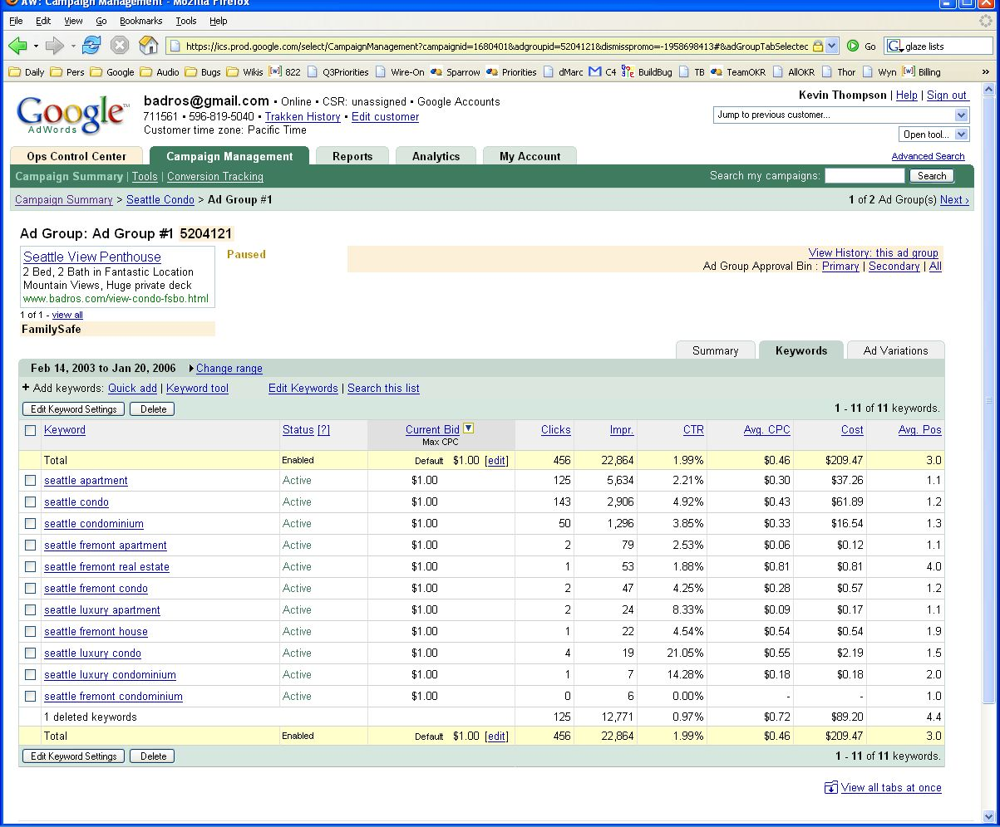 AW: Campaign Management - Mozilla Firefox
File Edit View Go Bookmarks Tools Help
https://ics.prod.google.com/select/CampaignManagement?campaignid=1680401&adgroupid=5204121&dismisspromo=-1958698413#&adGroupTabSelectec Go glaze lists
Daily Pers Google Audio Bugs Wikis 822 Q3Priorities Wire-On Sparrow Priorities dMarc C4 BuildBug TB TeamOKR AllOKR Thor Wyn Billing »
Google™ AdWords
badros@gmail.com • Online • CSR: unassigned • Google Accounts
711561 • 596-819-5040 • Trakken History • Edit customer
Customer time zone: Pacific Time
Kevin Thompson | Help | Sign out
Jump to previous customer...
Open tool...
Advanced Search
Ops Control Center Campaign Management Reports Analytics My Account
Campaign Summary | Tools | Conversion Tracking Search my campaigns: Search
Campaign Summary > Seattle Condo > Ad Group #1 1 of 2 Ad Group(s) Next ›
Ad Group: Ad Group #1 5204121
Seattle View Penthouse
2 Bed, 2 Bath in Fantastic Location
Mountain Views, Huge private deck
www.badros.com/view-condo-fsbo.html
1 of 1 - view all
FamilySafe
Paused
View History: this ad group
Ad Group Approval Bin : Primary | Secondary | All
Summary Keywords Ad Variations
Feb 14, 2003 to Jan 20, 2006 Change range
+ Add keywords: Quick add | Keyword tool Edit Keywords | Search this list
Edit Keyword Settings Delete 1 - 11 of 11 keywords.
Keyword Status [?] Current Bid Clicks Impr. CTR Avg. CPC Cost Avg. Pos
Max CPC
Total Enabled Default $1.00 [edit] 456 22,864 1.99% $0.46 $209.47 3.0
seattle apartment Active $1.00 125 5,634 2.21% $0.30 $37.26 1.1
seattle condo Active $1.00 143 2,906 4.92% $0.43 $61.89 1.2
seattle condominium Active $1.00 50 1,296 3.85% $0.33 $16.54 1.3
seattle fremont apartment Active $1.00 2 79 2.53% $0.06 $0.12 1.1
seattle fremont real estate Active $1.00 1 53 1.88% $0.81 $0.81 4.0
seattle fremont condo Active $1.00 2 47 4.25% $0.28 $0.57 1.2
seattle luxury apartment Active $1.00 2 24 8.33% $0.09 $0.17 1.1
seattle fremont house Active $1.00 1 22 4.54% $0.54 $0.54 1.9
seattle luxury condo Active $1.00 4 19 21.05% $0.55 $2.19 1.5
seattle luxury condominium Active $1.00 1 7 14.28% $0.18 $0.18 2.0
seattle fremont condominium Active $1.00 0 6 0.00% - - 1.0
1 deleted keywords 125 12,771 0.97% $0.72 $89.20 4.4
Total Enabled Default $1.00 [edit] 456 22,864 1.99% $0.46 $209.47 3.0
Edit Keyword Settings Delete 1 - 11 of 11 keywords.
View all tabs at once